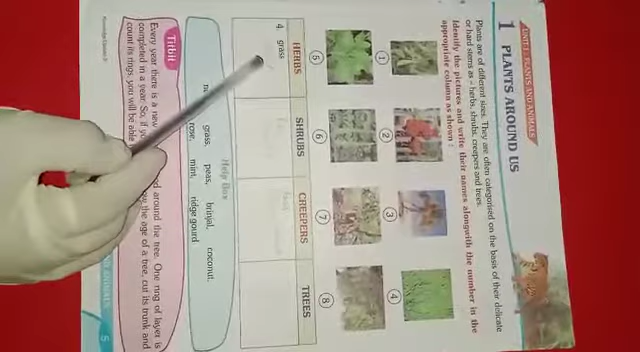 UNIT-I : PLANTS AND ANIMALS
1 PLANTS AROUND US
Plants are of different sizes. They are often categorised on the basis of their delicate
or hard stems as - herbs, shrubs, creepers and trees.
Identify the pictures and write their names alongwith the number in the
appropriate column as shown :
1 2 3 4
5 6 7 8
HERBS SHRUBS CREEPERS TREES
4. grass
Help Box
grass, peas, brinjal, coconut,
rose, mint, ridge gourd
Titbit
Every year there is a new around the tree. One ring of layer is
completed in a year. So, if the age of a tree, cut its trunk and
count its rings, you will be able
AND ANIMALS 5